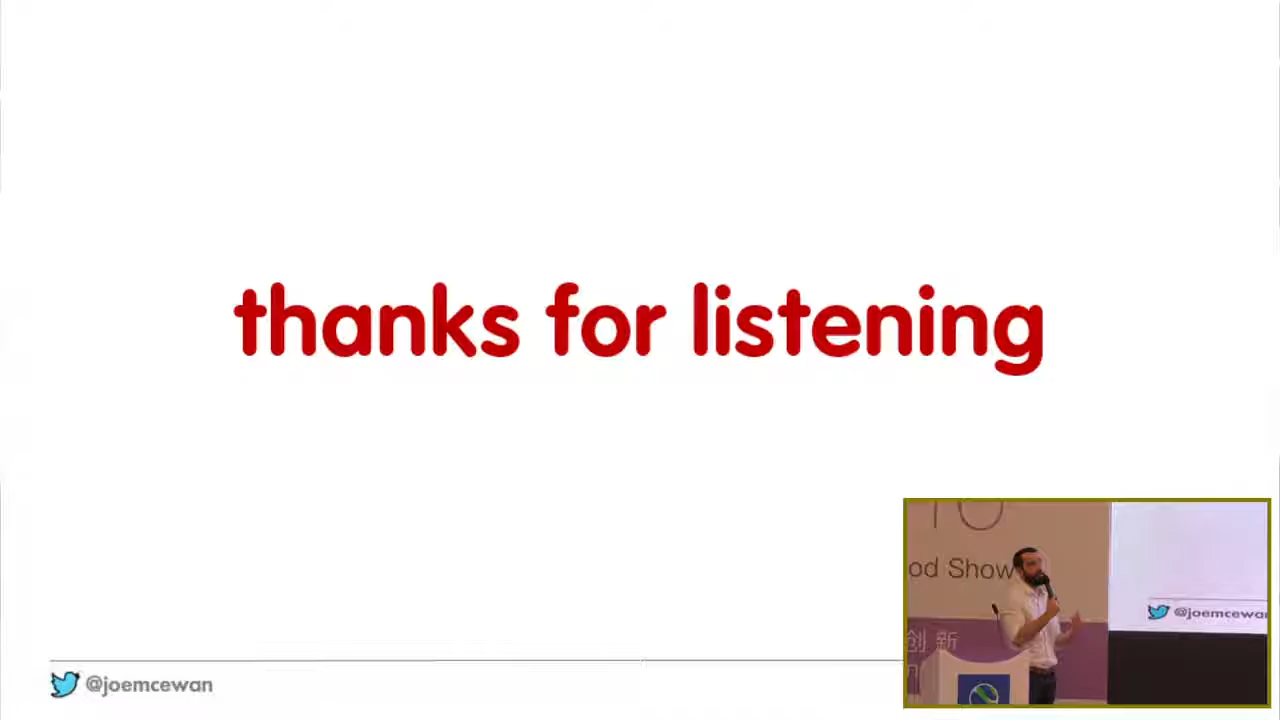 thanks for listening
@joemcewan
od Show
创新
@joemcewan